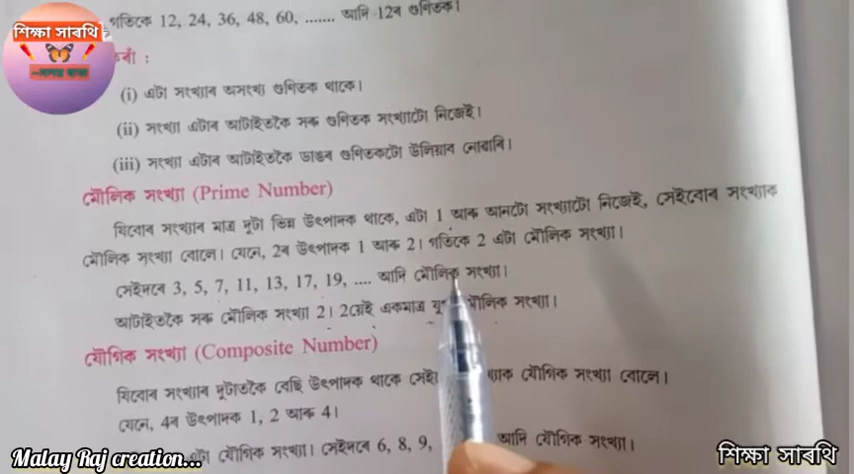 শিক্ষা সাৰথি
গতিকে 12, 24, 36, 48, 60, ....... আদি 12ৰ গুণিতক।
(i) এটা সংখ্যাৰ অসংখ্য গুণিতক থাকে।
(ii) সংখ্যা এটাৰ আটাইতকৈ সৰু গুণিতক সংখ্যাটো নিজেই।
(iii) সংখ্যা এটাৰ আটাইতকৈ ডাঙৰ গুণিতকটো উলিয়াব নোৱাৰি।
মৌলিক সংখ্যা (Prime Number)
যিবোৰ সংখ্যাৰ মাত্ৰ দুটা ভিন্ন উৎপাদক থাকে, এটা 1 আৰু আনটো সংখ্যাটো নিজেই, সেইবোৰ সংখ্যাক
মৌলিক সংখ্যা বোলে। যেনে, 2ৰ উৎপাদক 1 আৰু 2। গতিকে 2 এটা মৌলিক সংখ্যা।
সেইদৰে 3, 5, 7, 11, 13, 17, 19, .... আদি মৌলিক সংখ্যা।
আটাইতকৈ সৰু মৌলিক সংখ্যা 2। 2য়েই একমাত্ৰ মৌলিক সংখ্যা।
যৌগিক সংখ্যা (Composite Number)
যিবোৰ সংখ্যাৰ দুটাতকৈ বেছি উৎপাদক থাকে যৌগিক সংখ্যা বোলে।
যেনে, 4ৰ উৎপাদক 1, 2 আৰু 4।
এটা যৌগিক সংখ্যা। সেইদৰে 6, 8, 9, আদি যৌগিক সংখ্যা।
Malay Raj creation...
শিক্ষা সাৰথি